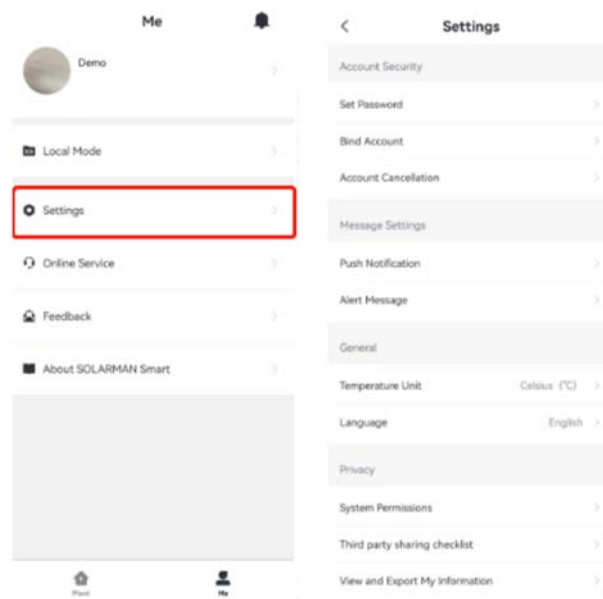 Me
Demo
Local Mode
Settings
Online Service
Feedback
About SOLARMAN Smart
Plant
Me
Settings
Account Security
Set Password
Bind Account
Account Cancellation
Message Settings
Push Notification
Alert Message
General
Temperature Unit Celsius (°C)
Language English
Privacy
System Permissions
Third party sharing checklist
View and Export My Information